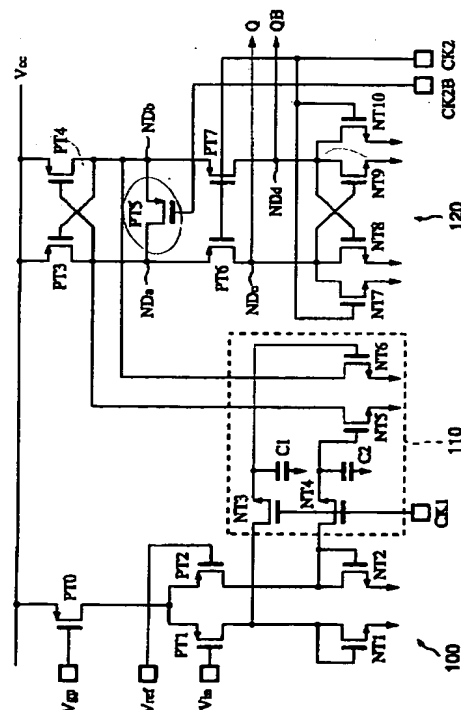 Vcc
PT4
PT3
NDb
PT5
NDa
PT7
PT6
Q
NDc
QB
NDd
NT10
NT9
NT8
NT7
CK2
CK2B
120
NT6
NT5
C1
C2
NT3
NT4
CK1
110
PT0
PT2
PT1
NT2
NT1
Vgp
Vref
Vin
100